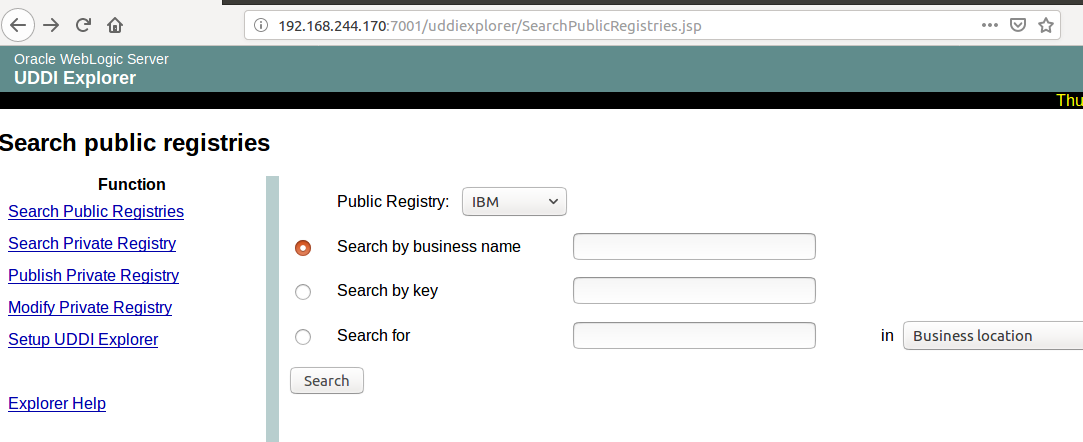 192.168.244.170:7001/uddiexplorer/SearchPublicRegistries.jsp
Oracle WebLogic Server
UDDI Explorer
Thu
Search public registries
Function
Search Public Registries
Search Private Registry
Publish Private Registry
Modify Private Registry
Setup UDDI Explorer
Explorer Help
Public Registry: IBM
Search by business name
Search by key
Search for in Business location
Search